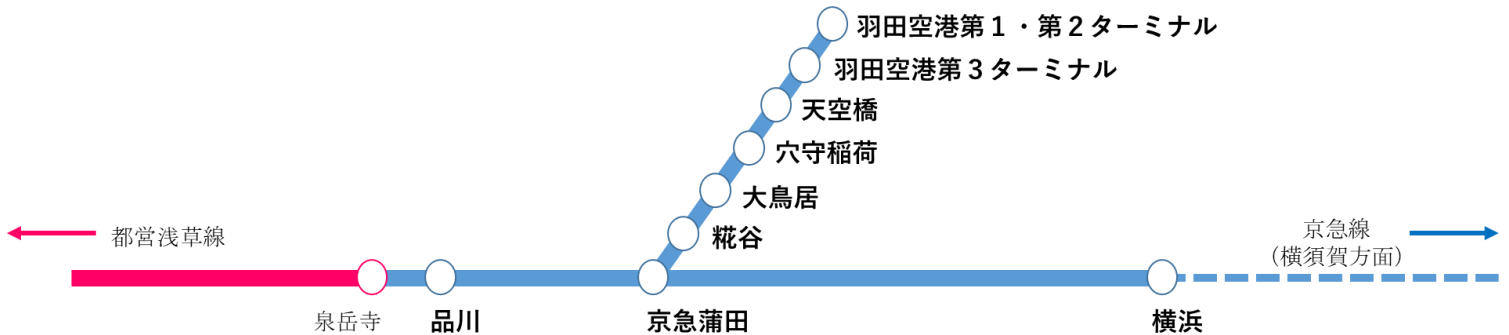 羽田空港第１・第２ターミナル
羽田空港第３ターミナル
天空橋
穴守稲荷
大鳥居
糀谷
都営浅草線
京急線
（横須賀方面）
泉岳寺
品川
京急蒲田
横浜